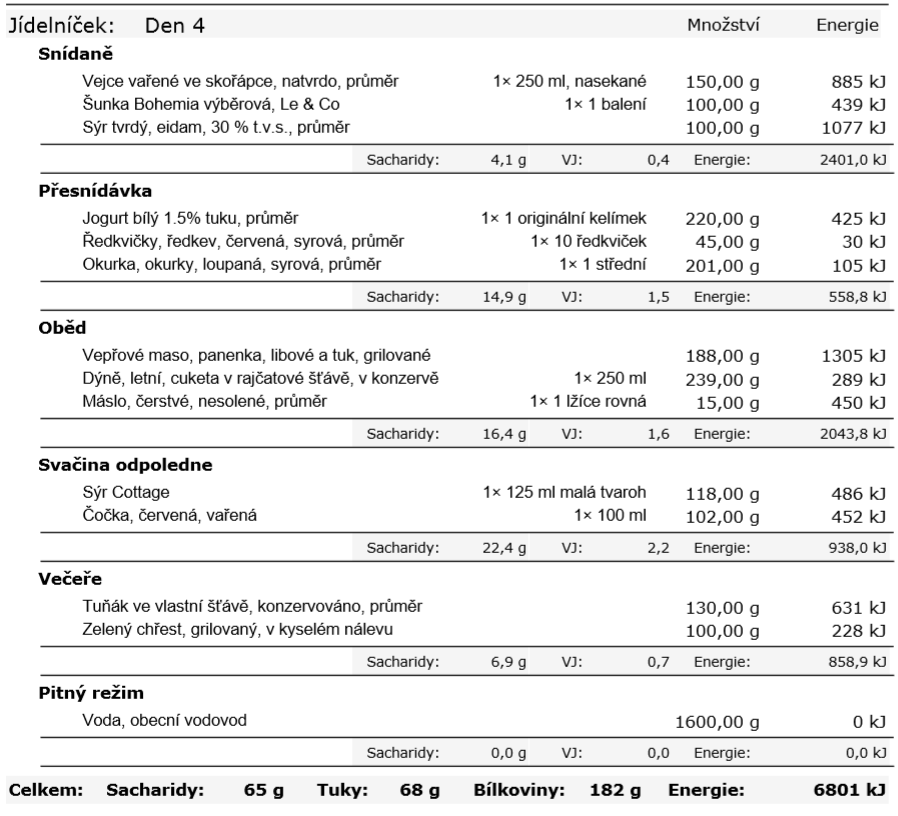 Jídelníček: Den 4 Množství Energie
Snídaně
Vejce vařené ve skořápce, natvrdo, průměr 1× 250 ml, nasekané 150,00 g 885 kJ
Šunka Bohemia výběrová, Le & Co 1× 1 balení 100,00 g 439 kJ
Sýr tvrdý, eidam, 30 % t.v.s., průměr 100,00 g 1077 kJ
Sacharidy: 4,1 g VJ: 0,4 Energie: 2401,0 kJ
Přesnídávka
Jogurt bílý 1.5% tuku, průměr 1× 1 originální kelímek 220,00 g 425 kJ
Ředkvičky, ředkev, červená, syrová, průměr 1× 10 ředkviček 45,00 g 30 kJ
Okurka, okurky, loupaná, syrová, průměr 1× 1 střední 201,00 g 105 kJ
Sacharidy: 14,9 g VJ: 1,5 Energie: 558,8 kJ
Oběd
Vepřové maso, panenka, libové a tuk, grilované 188,00 g 1305 kJ
Dýně, letní, cuketa v rajčatové šťávě, v konzervě 1× 250 ml 239,00 g 289 kJ
Máslo, čerstvé, nesolené, průměr 1× 1 lžíce rovná 15,00 g 450 kJ
Sacharidy: 16,4 g VJ: 1,6 Energie: 2043,8 kJ
Svačina odpoledne
Sýr Cottage 1× 125 ml malá tvaroh 118,00 g 486 kJ
Čočka, červená, vařená 1× 100 ml 102,00 g 452 kJ
Sacharidy: 22,4 g VJ: 2,2 Energie: 938,0 kJ
Večeře
Tuňák ve vlastní šťávě, konzervováno, průměr 130,00 g 631 kJ
Zelený chřest, grilovaný, v kyselém nálevu 100,00 g 228 kJ
Sacharidy: 6,9 g VJ: 0,7 Energie: 858,9 kJ
Pitný režim
Voda, obecní vodovod 1600,00 g 0 kJ
Sacharidy: 0,0 g VJ: 0,0 Energie: 0,0 kJ
Celkem: Sacharidy: 65 g Tuky: 68 g Bílkoviny: 182 g Energie: 6801 kJ